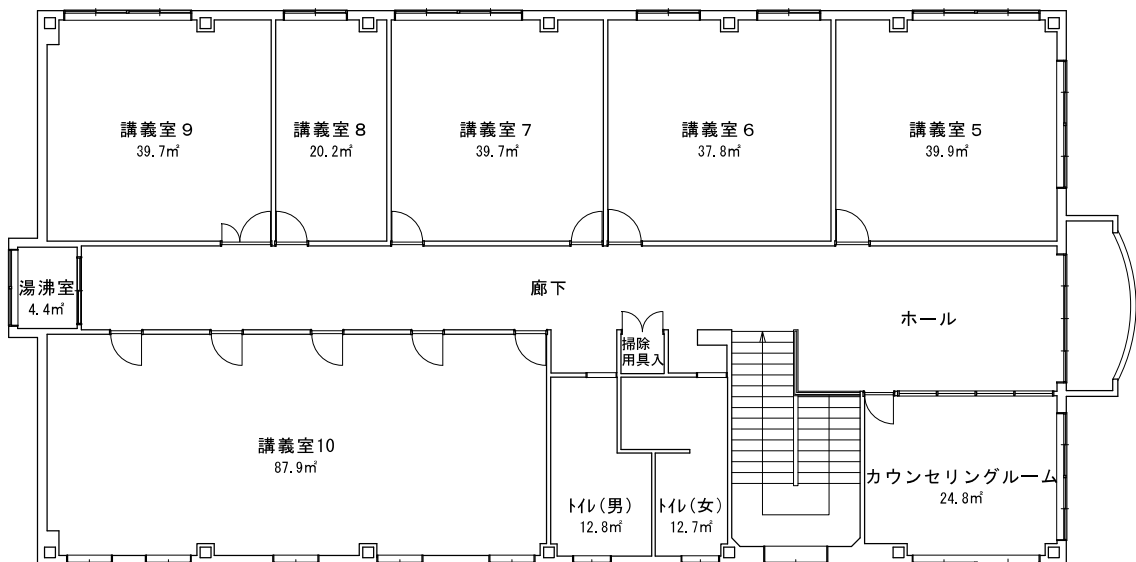 講義室９
39.7㎡
講義室８
20.2㎡
講義室７
39.7㎡
講義室６
37.8㎡
講義室５
39.9㎡
湯沸室
4.4㎡
廊下
ホール
掃除
用具入
講義室10
87.9㎡
ﾄｲﾚ(男)
12.8㎡
ﾄｲﾚ(女)
12.7㎡
カウンセリングルーム
24.8㎡